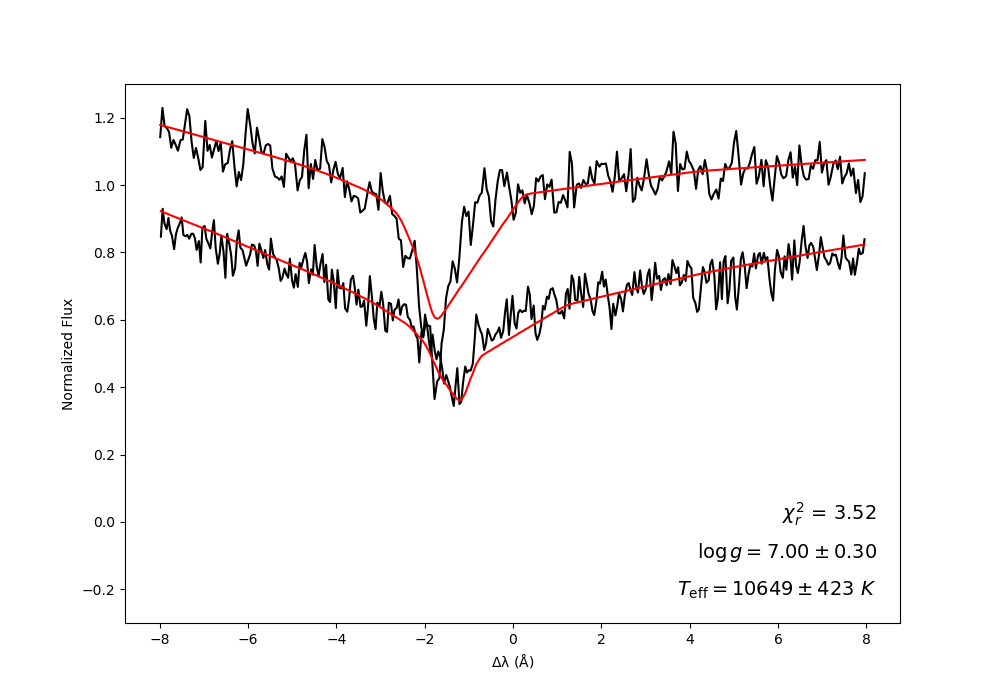 1.2
1.0
0.8
0.6
0.4
0.2
0.0
−0.2
Normalized Flux
χ²ᵣ = 3.52
log g = 7.00 ± 0.30
T_eff = 10649 ± 423 K
−8 −6 −4 −2 0 2 4 6 8
Δλ (Å)